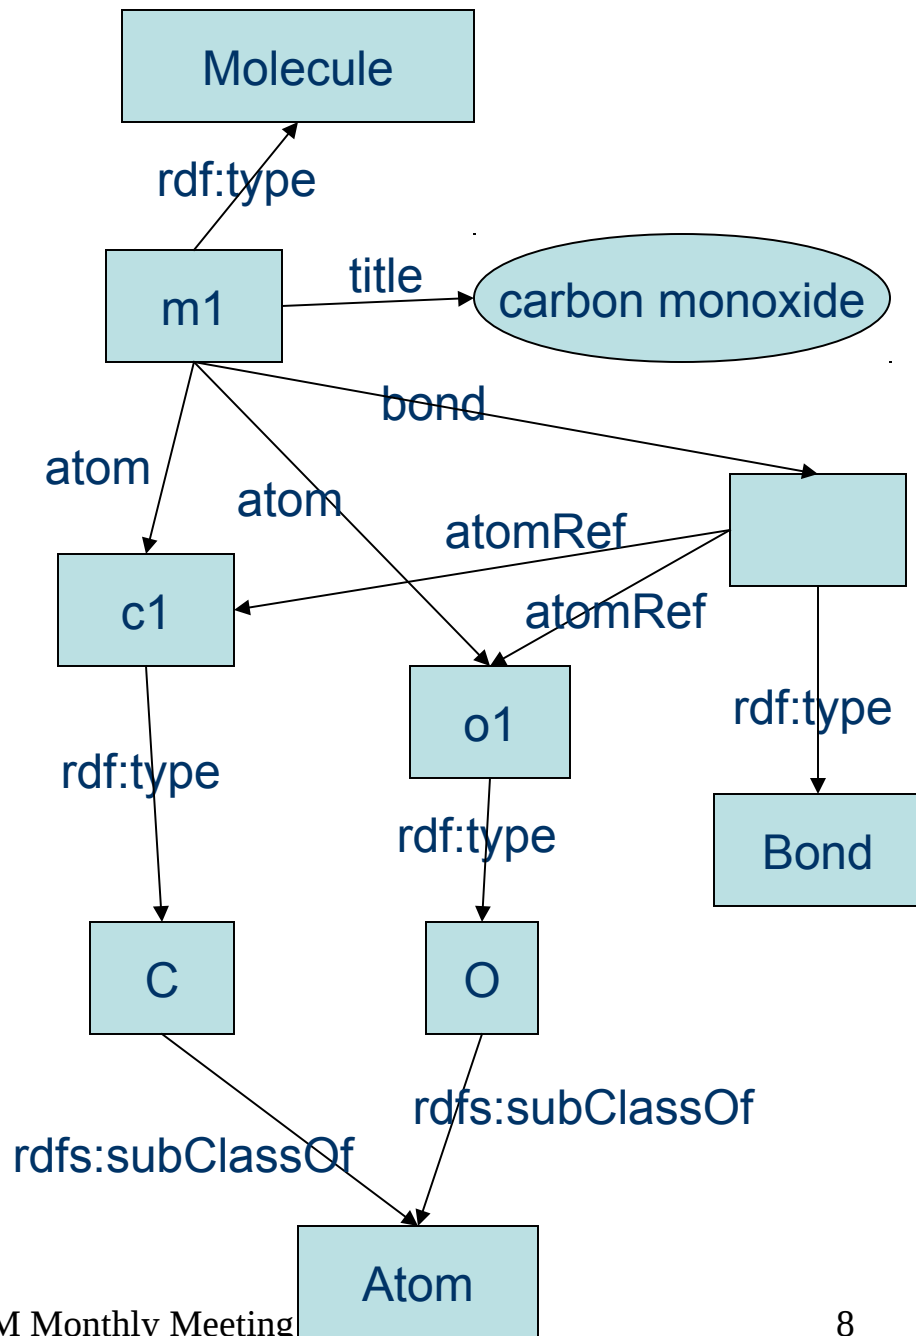 Molecule
rdf:type
m1
title
carbon monoxide
bond
atom
atom
atomRef
c1
atomRef
o1
rdf:type
rdf:type
rdf:type
Bond
C
O
rdfs:subClassOf
rdfs:subClassOf
Atom
M Monthly Meeting
8